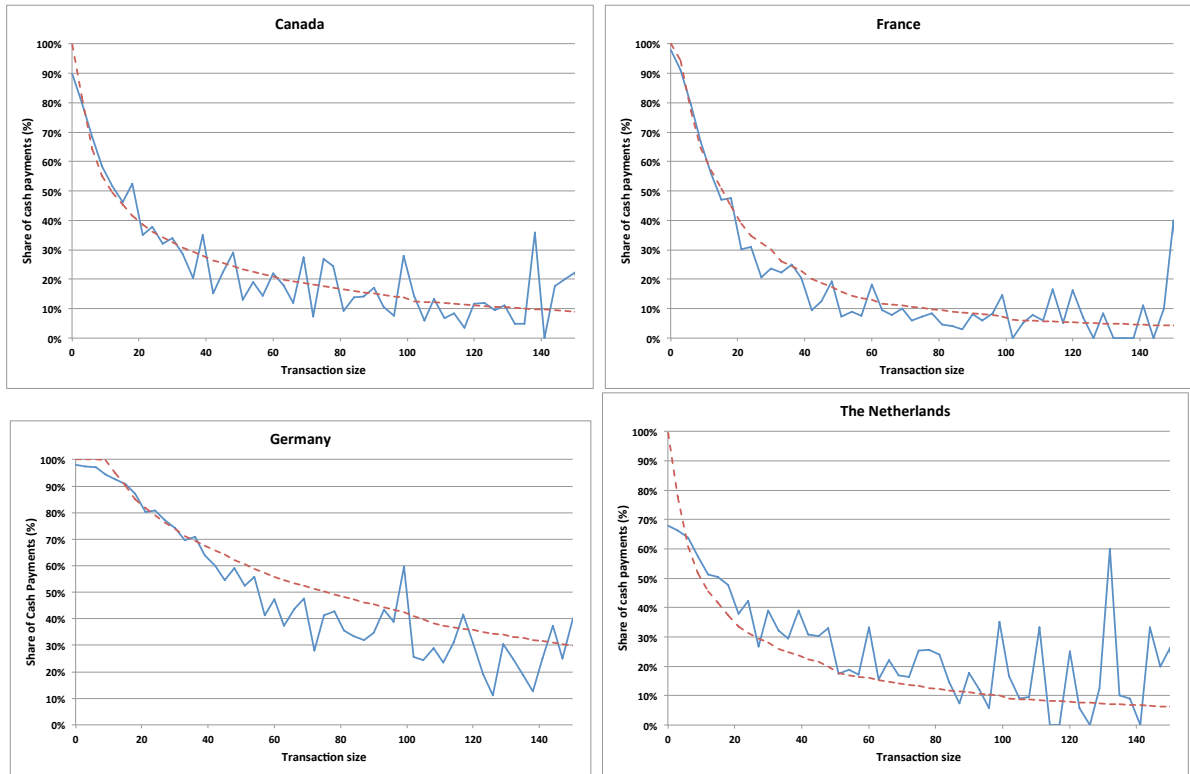 Canada
100%
90%
80%
70%
60%
50%
40%
30%
20%
10%
0%
Share of cash payments (%)
0 20 40 60 80 100 120 140
Transaction size
France
100%
90%
80%
70%
60%
50%
40%
30%
20%
10%
0%
Share of cash payments (%)
0 20 40 60 80 100 120 140
Transaction size
Germany
100%
90%
80%
70%
60%
50%
40%
30%
20%
10%
0%
Share of Cash Payments (%)
0 20 40 60 80 100 120 140
Transaction size
The Netherlands
100%
90%
80%
70%
60%
50%
40%
30%
20%
10%
0%
Share of cash payments (%)
0 20 40 60 80 100 120 140
Transaction size